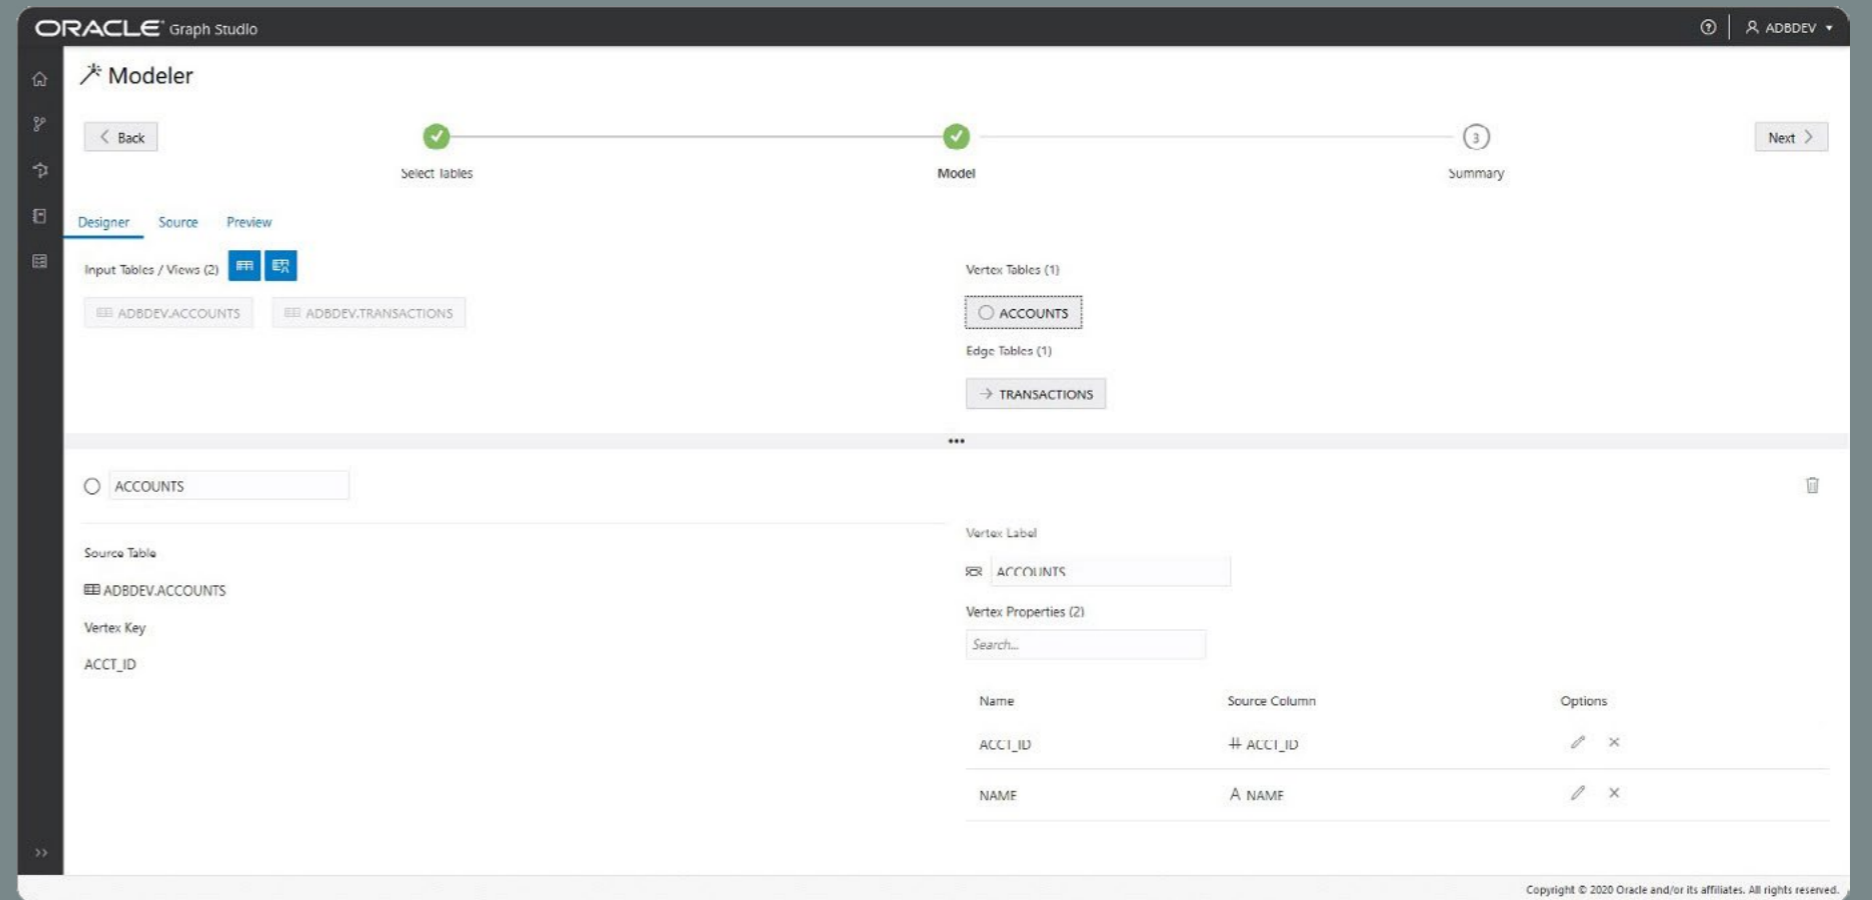 ORACLE Graph Studio
ADBDEV
Modeler
Back
Next
3
Select Tables
Model
Summary
Designer Source Preview
Input Tables / Views (2)
Vertex Tables (1)
ADBDEV.ACCOUNTS
ADBDEV.TRANSACTIONS
ACCOUNTS
Edge Tables (1)
TRANSACTIONS
ACCOUNTS
Vertex Label
Source Table
ACCOUNTS
ADBDEV.ACCOUNTS
Vertex Properties (2)
Vertex Key
Search...
ACCT_ID
Name Source Column Options
ACCT_ID # ACCT_ID
NAME A NAME
Copyright © 2020 Oracle and/or its affiliates. All rights reserved.